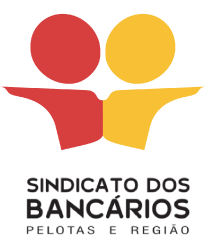 SINDICATO DOS
BANCÁRIOS
PELOTAS E REGIÃO